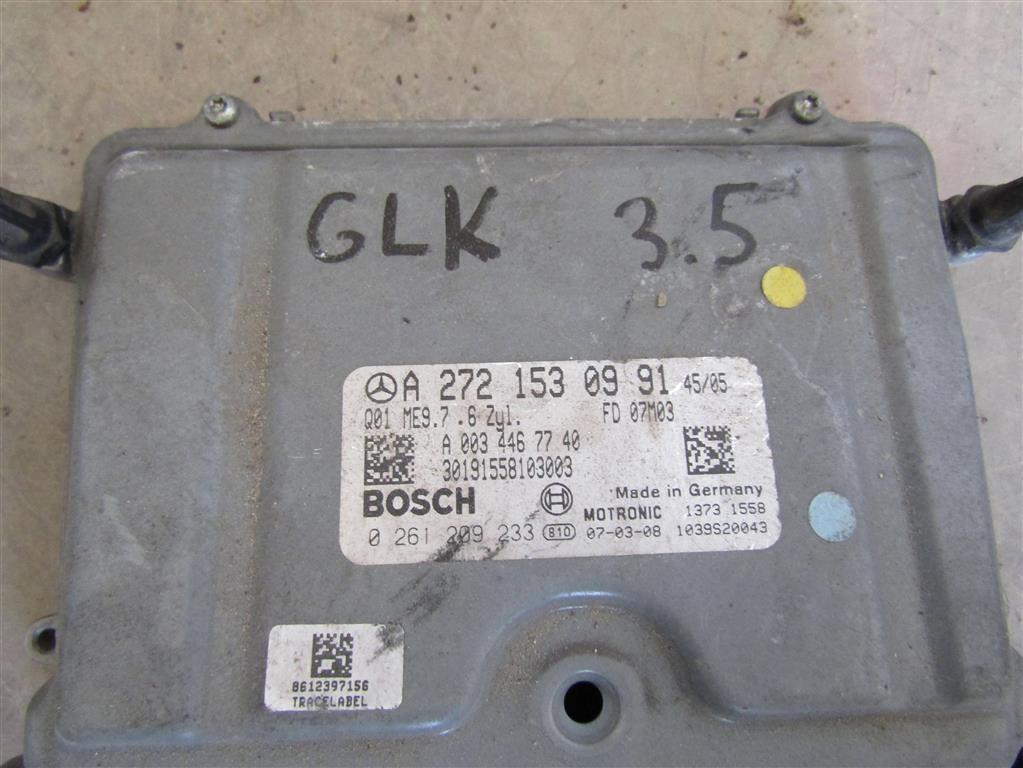 GLK 3.5
A 272 153 09 91 45/05
Q01 ME9.7 .6 Zyl. FD 07M03
A 003 446 77 40
30191558103003
BOSCH Made in Germany
MOTRONIC 1373 1558
0 261 209 233 810 07-03-08 1039S20043
8612397156
TRACELABEL